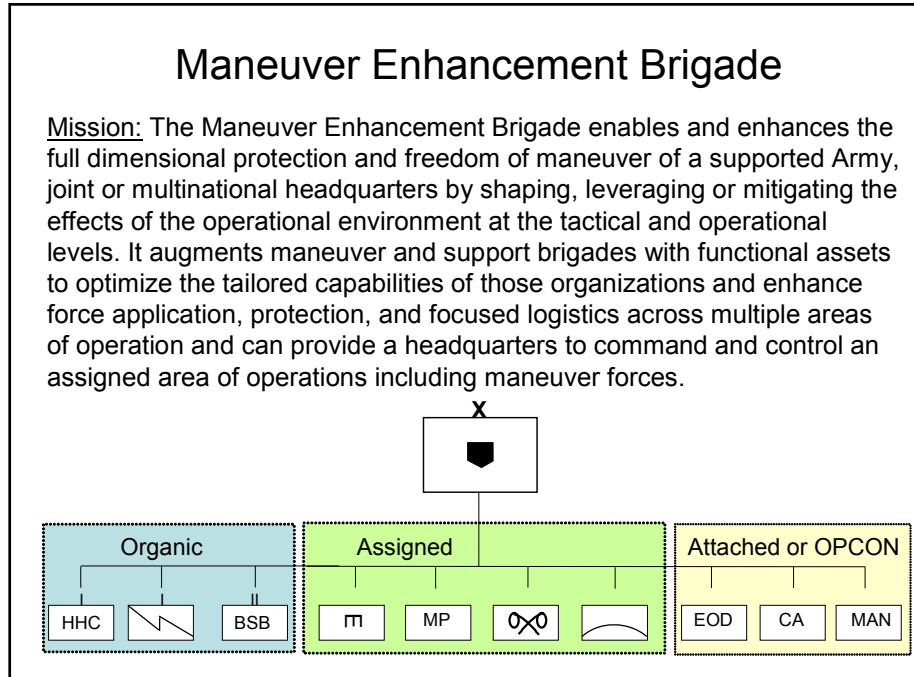 Maneuver Enhancement Brigade
Mission: The Maneuver Enhancement Brigade enables and enhances the
full dimensional protection and freedom of maneuver of a supported Army,
joint or multinational headquarters by shaping, leveraging or mitigating the
effects of the operational environment at the tactical and operational
levels. It augments maneuver and support brigades with functional assets
to optimize the tailored capabilities of those organizations and enhance
force application, protection, and focused logistics across multiple areas
of operation and can provide a headquarters to command and control an
assigned area of operations including maneuver forces.
X
Organic
Assigned
Attached or OPCON
I
I
II
HHC
BSB
MP
EOD
CA
MAN